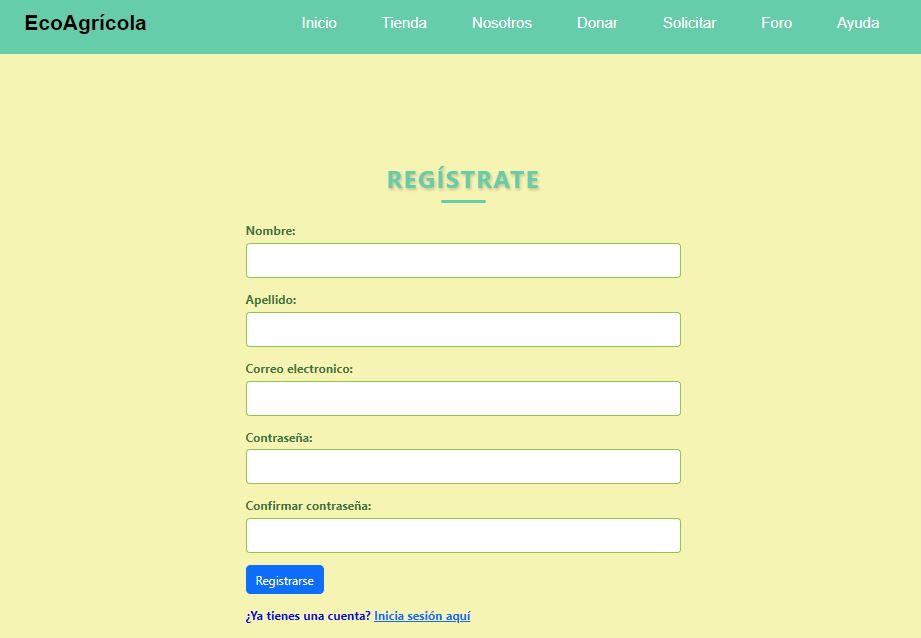 EcoAgrícola Inicio Tienda Nosotros Donar Solicitar Foro Ayuda
REGÍSTRATE
Nombre:
Apellido:
Correo electronico:
Contraseña:
Confirmar contraseña:
Registrarse
¿Ya tienes una cuenta? Inicia sesión aquí